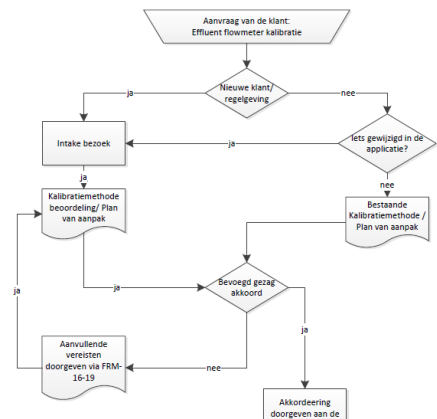 Aanvraag van de klant:
Effluent flowmeter kalibratie
Nieuwe klant/
regelgeving
ja
nee
Intake bezoek
ja
Iets gewijzigd in de
applicatie?
ja
nee
Kalibratiemethode
beoordeling/ Plan
van aanpak
Bestaande
Kalibratiemethode /
Plan van aanpak
ja
ja
Bevoegd gezag
akkoord
ja
nee
Aanvullende
vereisten
doorgeven via FRM-
16-19
Akkordeering
doorgeven aan de